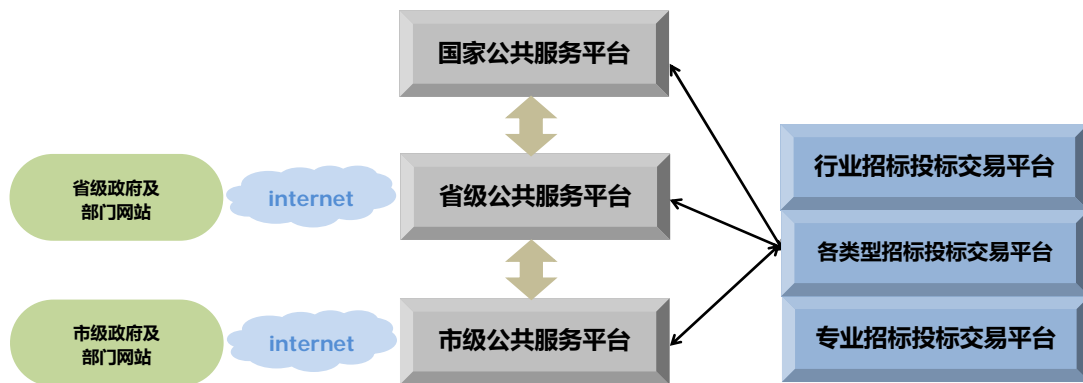 国家公共服务平台
行业招标投标交易平台
省级政府及
部门网站
internet
省级公共服务平台
各类型招标投标交易平台
市级政府及
部门网站
internet
市级公共服务平台
专业招标投标交易平台